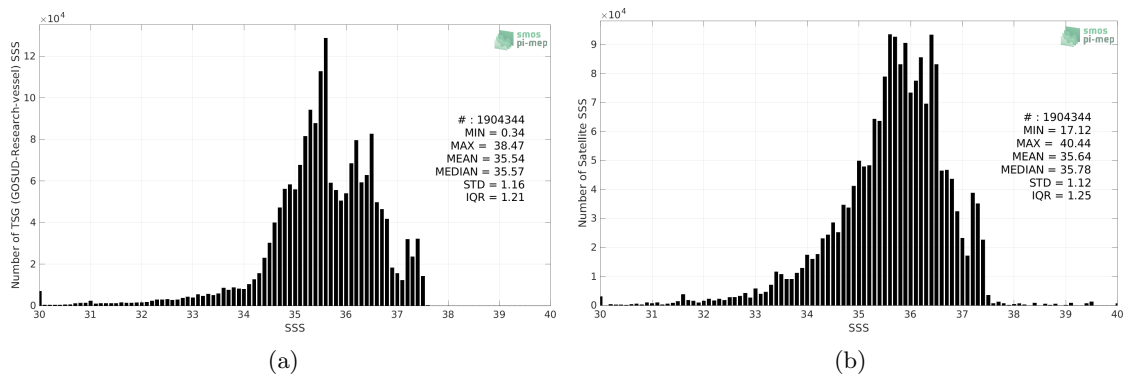 ×10⁴
smos
pi-mep
Number of TSG (GOSUD-Research-vessel) SSS
12
10
8
6
4
2
0
# : 1904344
MIN = 0.34
MAX = 38.47
MEAN = 35.54
MEDIAN = 35.57
STD = 1.16
IQR = 1.21
30 31 32 33 34 35 36 37 38 39 40
SSS
(a)
×10⁴
smos
pi-mep
Number of Satellite SSS
9
8
7
6
5
4
3
2
1
0
# : 1904344
MIN = 17.12
MAX = 40.44
MEAN = 35.64
MEDIAN = 35.78
STD = 1.12
IQR = 1.25
30 31 32 33 34 35 36 37 38 39 40
SSS
(b)